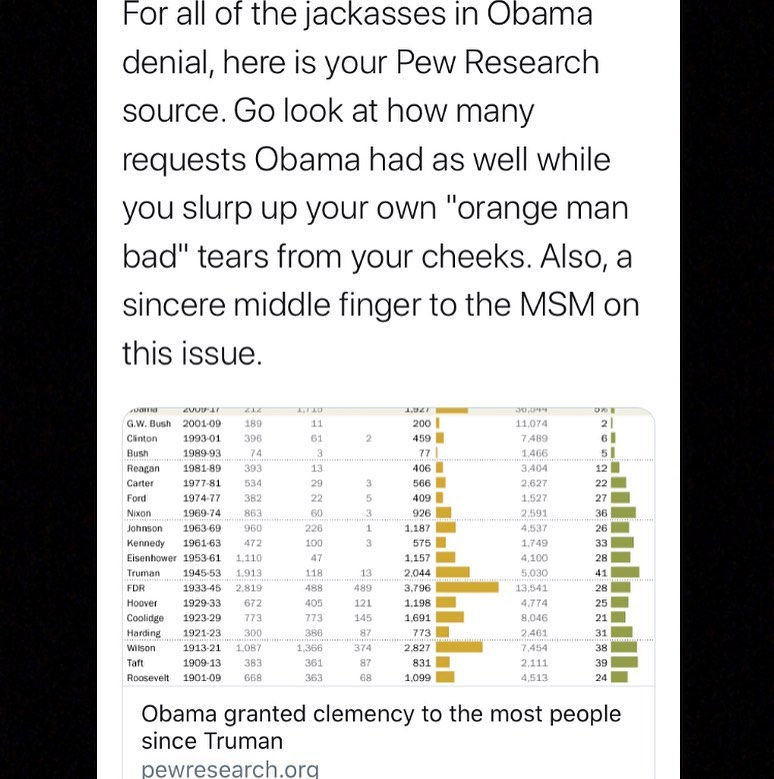 For all of the jackasses in Obama
denial, here is your Pew Research
source. Go look at how many
requests Obama had as well while
you slurp up your own "orange man
bad" tears from your cheeks. Also, a
sincere middle finger to the MSM on
this issue.
Obama 2009-17 212 1,715 1,927 36,544 5%
G.W. Bush 2001-09 189 11 200 11,074 2
Clinton 1993-01 396 61 2 459 7,489 6
Bush 1989-93 74 3 77 1,466 5
Reagan 1981-89 393 13 406 3,404 12
Carter 1977-81 534 29 3 566 2,627 22
Ford 1974-77 382 22 5 409 1,527 27
Nixon 1969-74 863 60 3 926 2,591 36
Johnson 1963-69 960 226 1 1,187 4,537 26
Kennedy 1961-63 472 100 3 575 1,749 33
Eisenhower 1953-61 1,110 47 1,157 4,100 28
Truman 1945-53 1,913 118 13 2,044 5,030 41
FDR 1933-45 2,819 488 489 3,796 13,541 28
Hoover 1929-33 672 405 121 1,198 4,774 25
Coolidge 1923-29 773 773 145 1,691 8,046 21
Harding 1921-23 300 386 87 773 2,461 31
Wilson 1913-21 1,087 1,366 374 2,827 7,454 38
Taft 1909-13 383 361 87 831 2,111 39
Roosevelt 1901-09 668 363 68 1,099 4,513 24
Obama granted clemency to the most people
since Truman
pewresearch.org